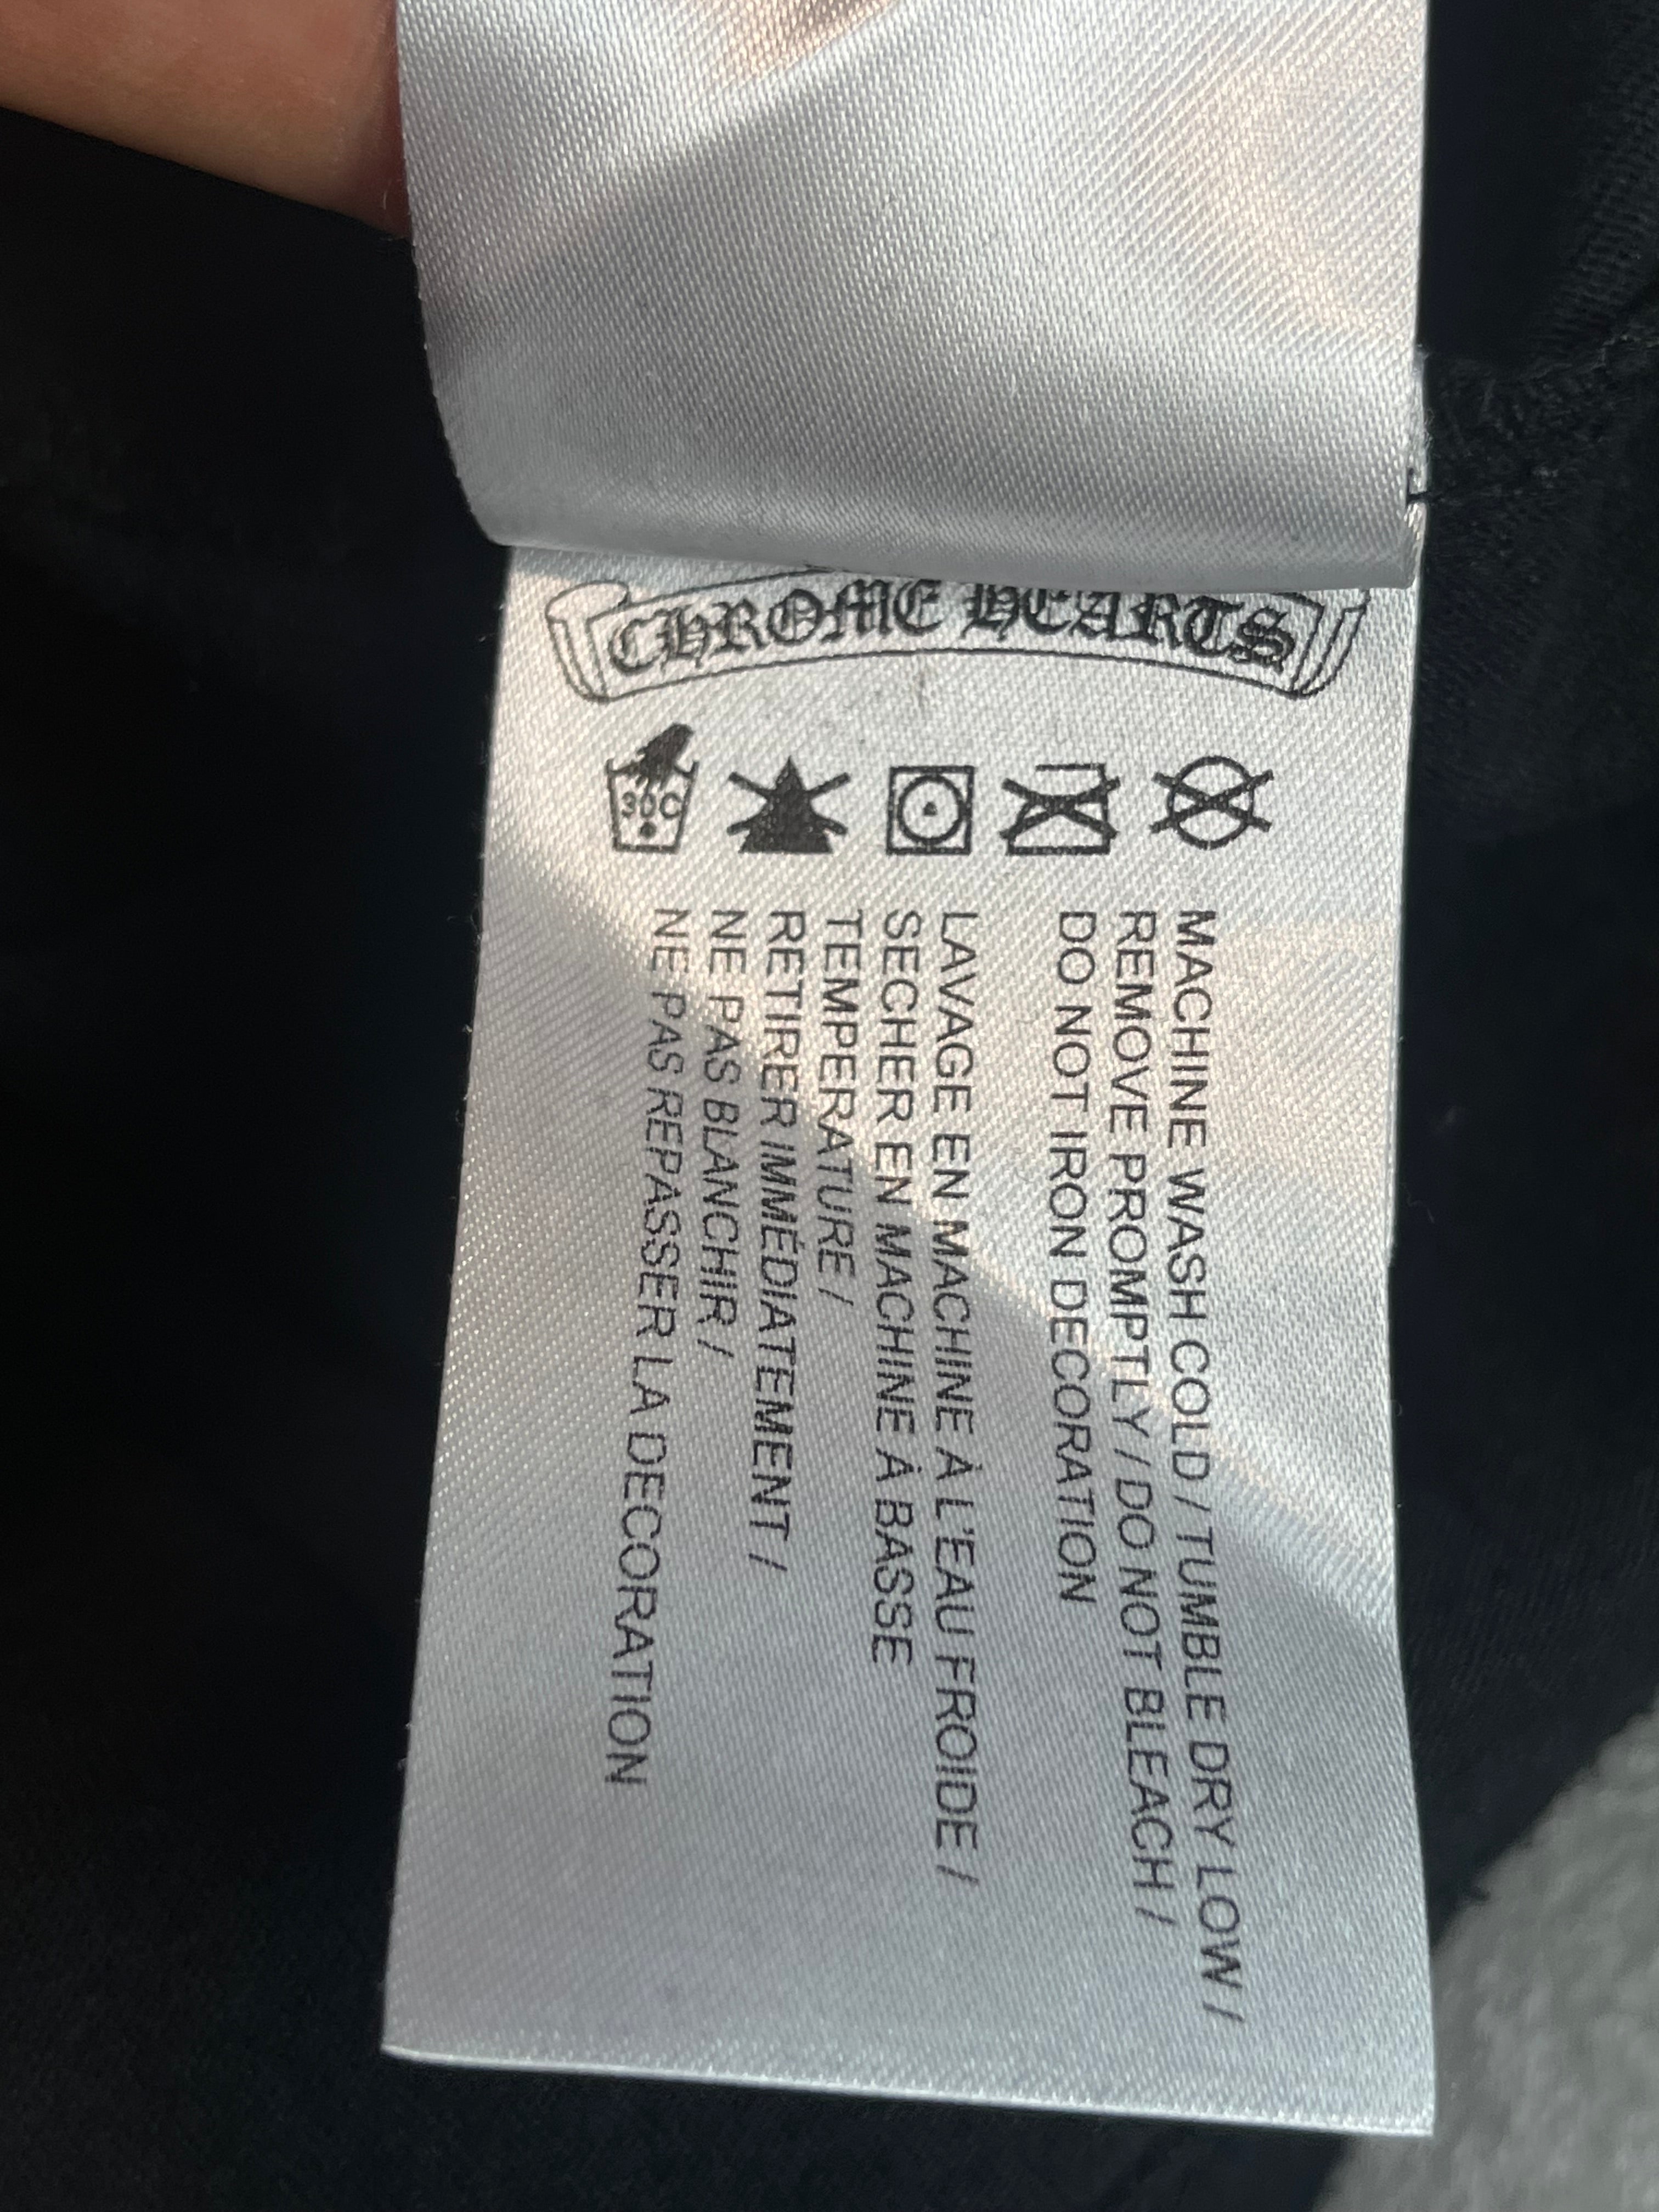 CHROME HEARTS
30C
MACHINE WASH COLD / TUMBLE DRY LOW /
REMOVE PROMPTLY / DO NOT BLEACH /
DO NOT IRON DECORATION
LAVAGE EN MACHINE À L'EAU FROIDE /
SECHER EN MACHINE À BASSE
TEMPERATURE /
RETIRER IMMÉDIATEMENT /
NE PAS BLANCHIR /
NE PAS REPASSER LA DECORATION